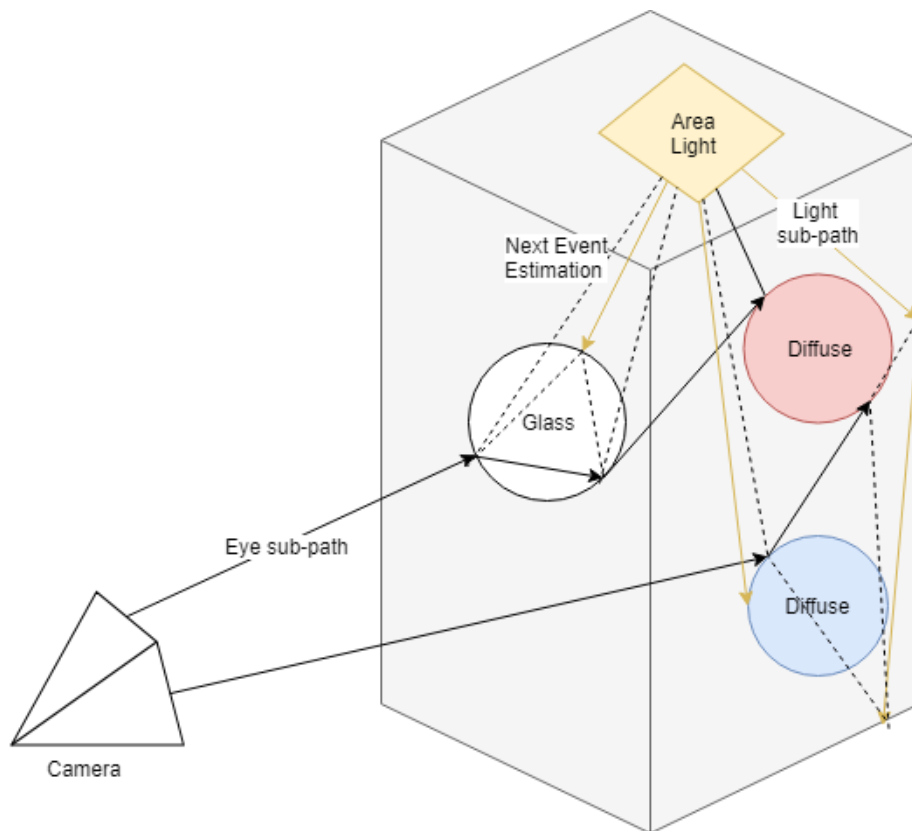 Area
Light
Light
sub-path
Next Event
Estimation
Diffuse
Glass
Eye sub-path
Diffuse
Camera